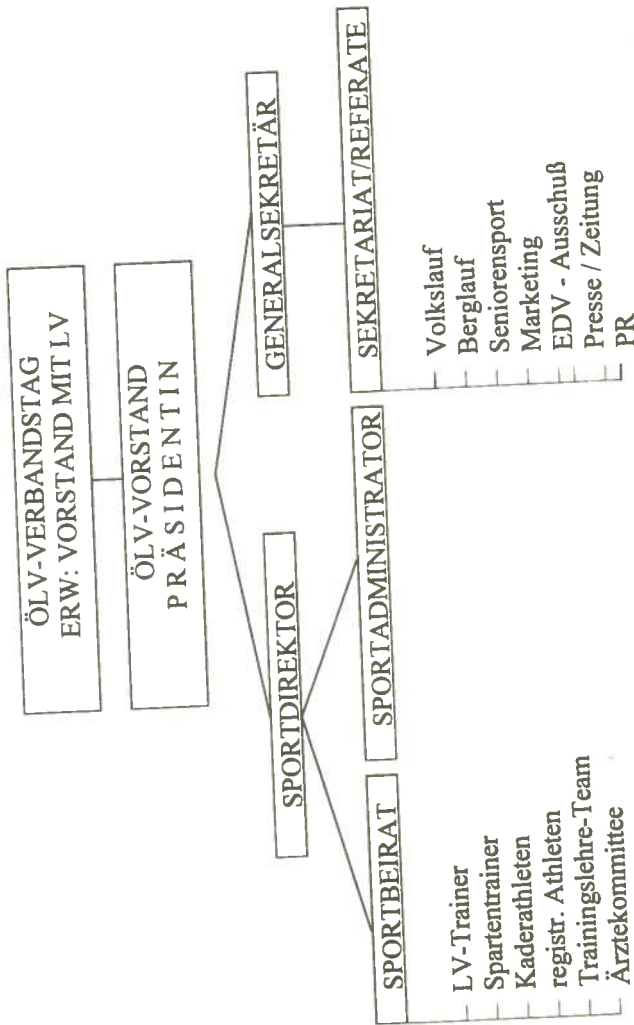 ÖLV-VERBANDSTAG
ERW: VORSTAND MIT LV
ÖLV-VORSTAND
PRÄSIDENTIN
SPORTDIREKTOR
GENERALSEKRETÄR
SPORTBEIRAT
SPORTADMINISTRATOR
SEKRETARIAT/REFERATE
LV-Trainer
Spartentrainer
Kaderathleten
registr. Athleten
Trainingslehre-Team
Ärztekommittee
Volkslauf
Berglauf
Seniorensport
Marketing
EDV - Ausschuß
Presse / Zeitung
PR